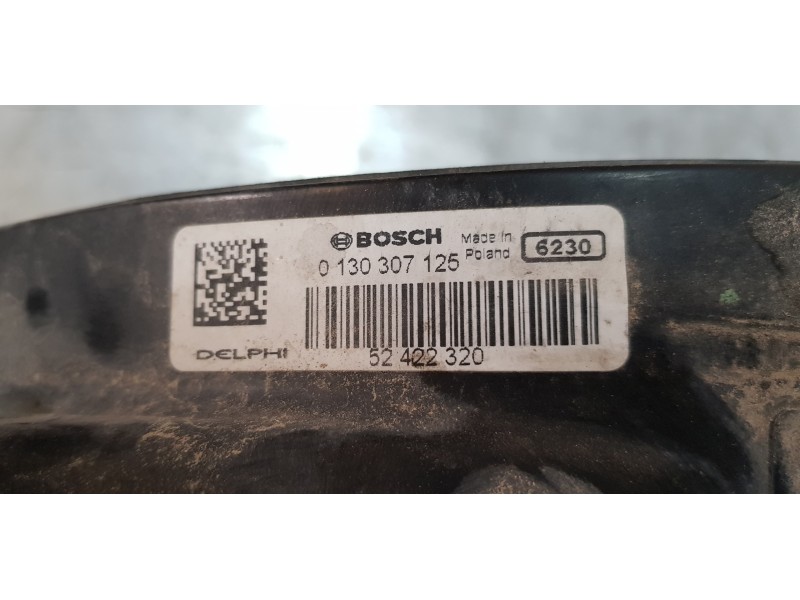 BOSCH Made in Poland 6230
0 130 307 125
DELPHI 52 422 320